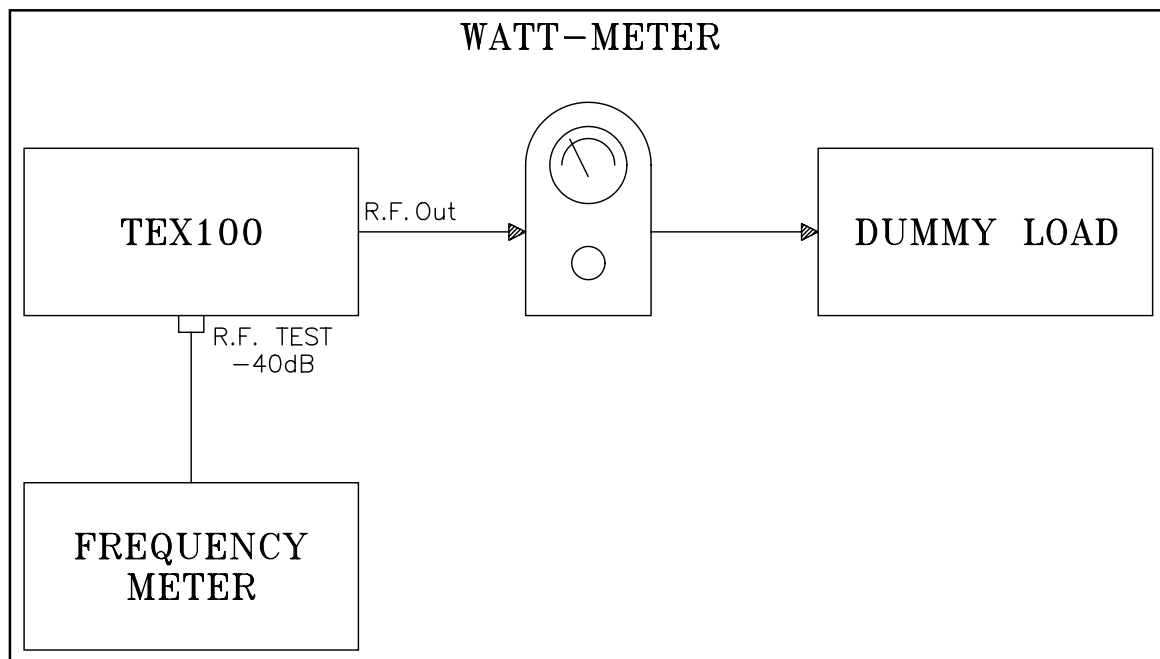 WATT-METER
TEX100
R.F. Out
DUMMY LOAD
R.F. TEST
-40dB
FREQUENCY
METER